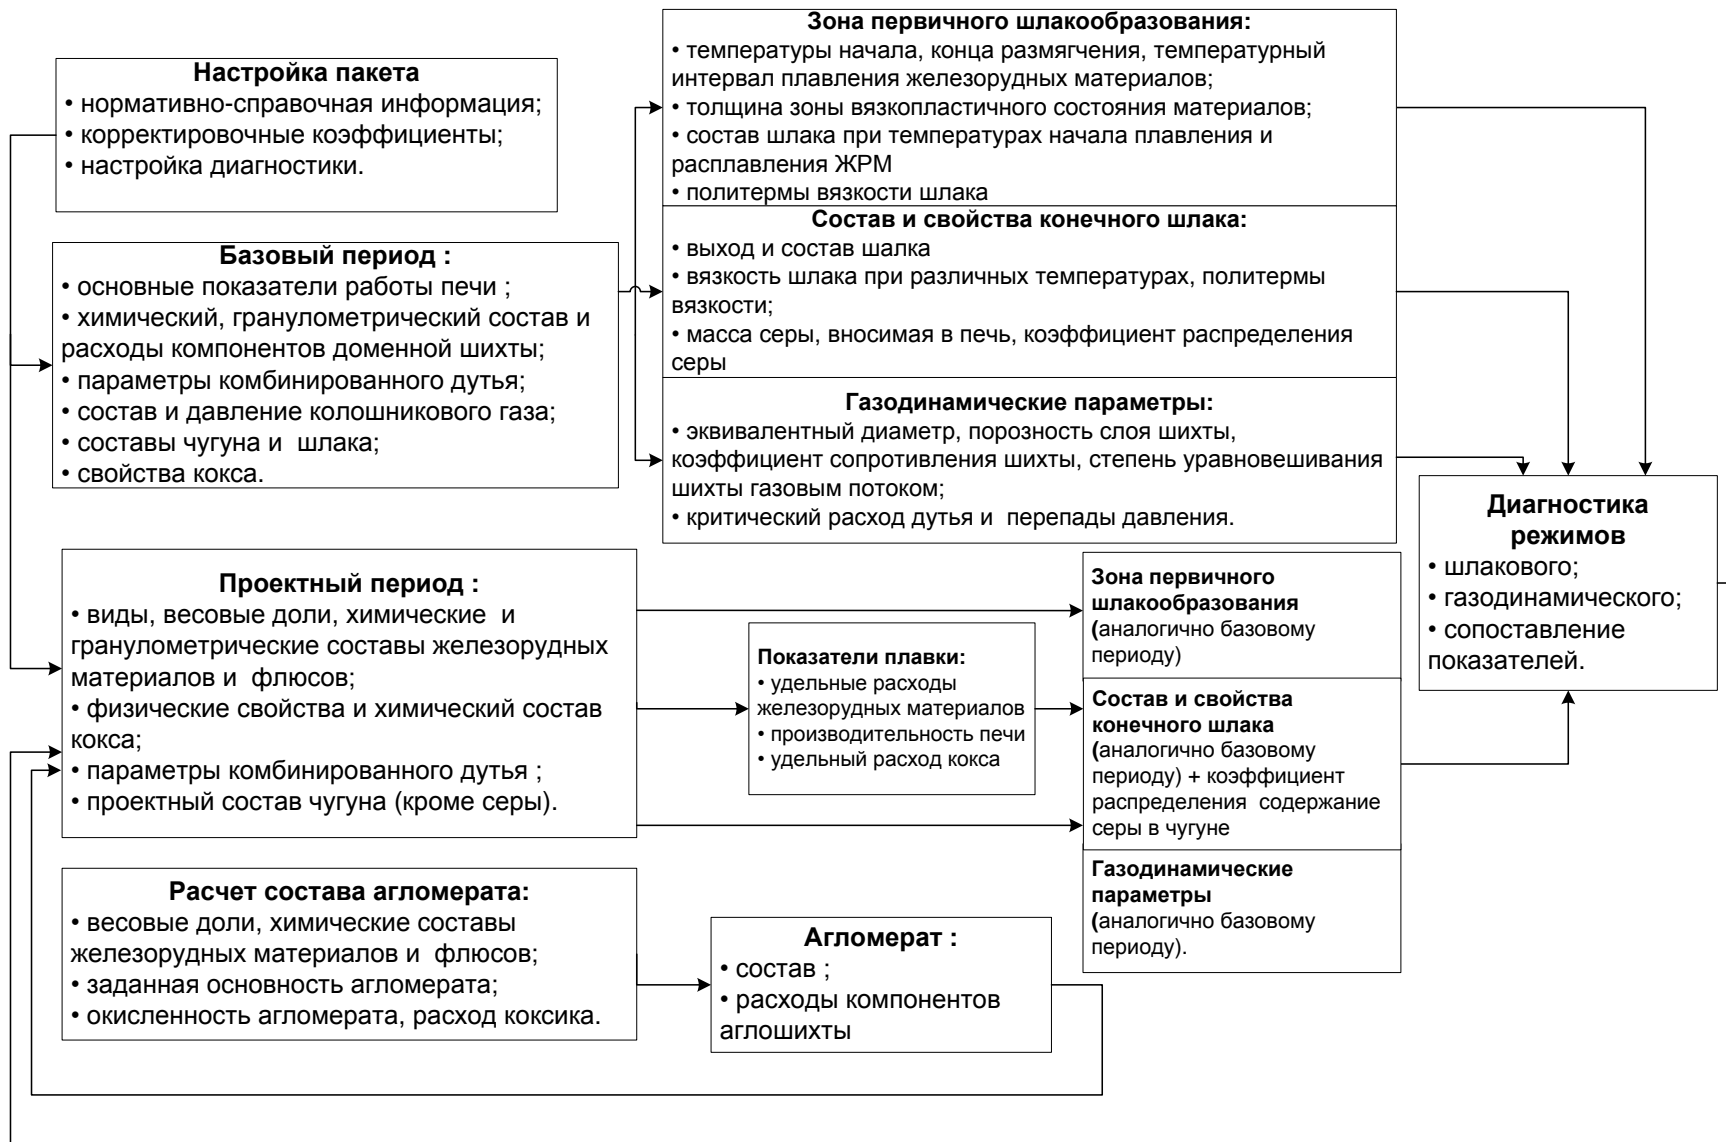 Настройка пакета
• нормативно-справочная информация;
• корректировочные коэффициенты;
• настройка диагностики.
Базовый период :
• основные показатели работы печи ;
• химический, гранулометрический состав и
расходы компонентов доменной шихты;
• параметры комбинированного дутья;
• состав и давление колошникового газа;
• составы чугуна и шлака;
• свойства кокса.
Зона первичного шлакообразования:
• температуры начала, конца размягчения, температурный
интервал плавления железорудных материалов;
• толщина зоны вязкопластичного состояния материалов;
• состав шлака при температурах начала плавления и
расплавления ЖРМ
• политермы вязкости шлака
Состав и свойства конечного шлака:
• выход и состав шалка
• вязкость шлака при различных температурах, политермы
вязкости;
• масса серы, вносимая в печь, коэффициент распределения
серы
Газодинамические параметры:
• эквивалентный диаметр, порозность слоя шихты,
коэффициент сопротивления шихты, степень уравновешивания
шихты газовым потоком;
• критический расход дутья и перепады давления.
Диагностика
режимов
• шлакового;
• газодинамического;
• сопоставление
показателей.
Проектный период :
• виды, весовые доли, химические и
гранулометрические составы железорудных
материалов и флюсов;
• физические свойства и химический состав
кокса;
• параметры комбинированного дутья ;
• проектный состав чугуна (кроме серы).
Показатели плавки:
• удельные расходы
железорудных материалов
• производительность печи
• удельный расход кокса
Зона первичного
шлакообразования
(аналогично базовому
периоду)
Состав и свойства
конечного шлака
(аналогично базовому
периоду) + коэффициент
распределения содержание
серы в чугуне
Газодинамические
параметры
(аналогично базовому
периоду).
Расчет состава агломерата:
• весовые доли, химические составы
железорудных материалов и флюсов;
• заданная основность агломерата;
• окисленность агломерата, расход коксика.
Агломерат :
• состав ;
• расходы компонентов
аглошихты